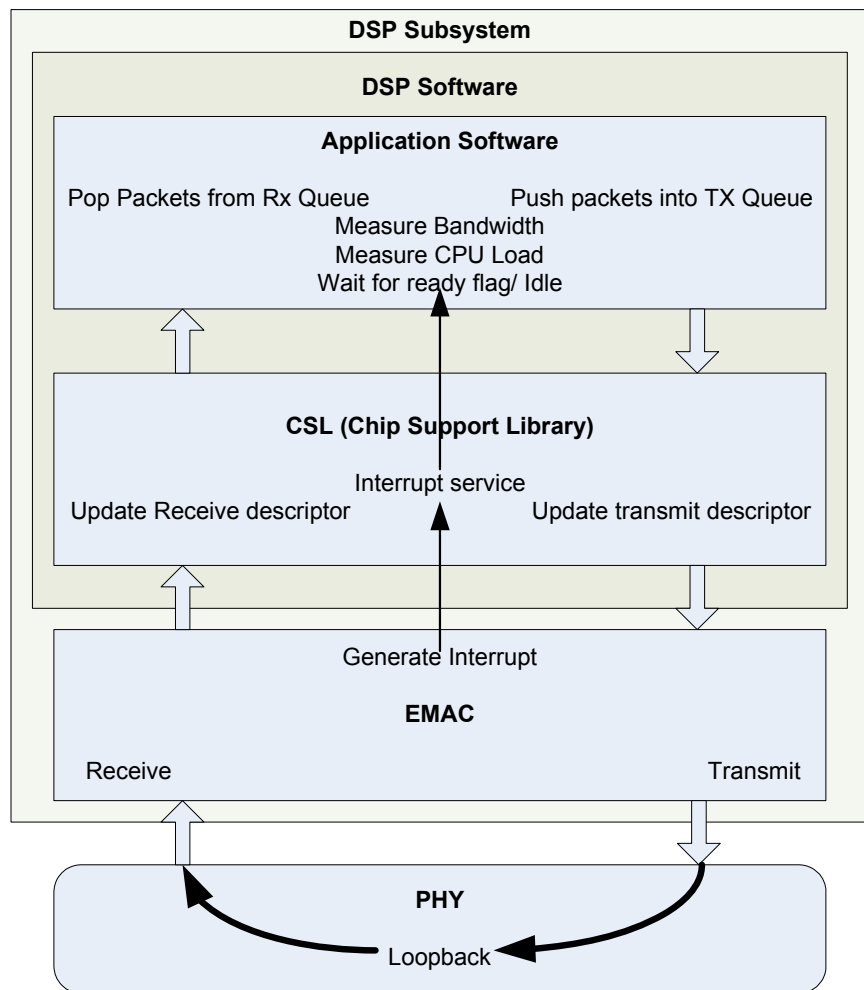 DSP Subsystem
DSP Software
Application Software
Pop Packets from Rx Queue
Push packets into TX Queue
Measure Bandwidth
Measure CPU Load
Wait for ready flag/ Idle
CSL (Chip Support Library)
Interrupt service
Update Receive descriptor
Update transmit descriptor
Generate Interrupt
EMAC
Receive
Transmit
PHY
Loopback